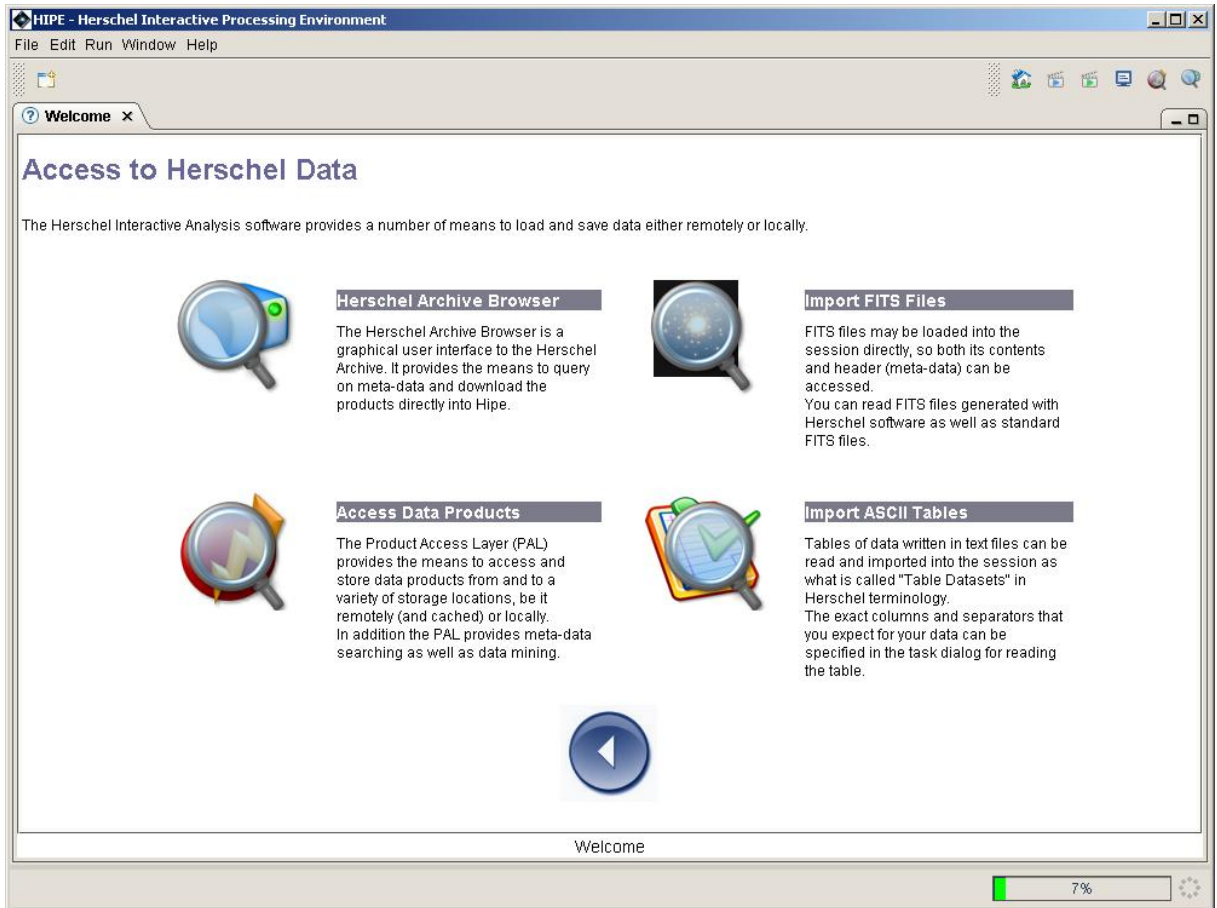 HIPE - Herschel Interactive Processing Environment
File Edit Run Window Help
Welcome x
Access to Herschel Data
The Herschel Interactive Analysis software provides a number of means to load and save data either remotely or locally.
Herschel Archive Browser
The Herschel Archive Browser is a
graphical user interface to the Herschel
Archive. It provides the means to query
on meta-data and download the
products directly into Hipe.
Import FITS Files
FITS files may be loaded into the
session directly, so both its contents
and header (meta-data) can be
accessed.
You can read FITS files generated with
Herschel software as well as standard
FITS files.
Access Data Products
The Product Access Layer (PAL)
provides the means to access and
store data products from and to a
variety of storage locations, be it
remotely (and cached) or locally.
In addition the PAL provides meta-data
searching as well as data mining.
Import ASCII Tables
Tables of data written in text files can be
read and imported into the session as
what is called "Table Datasets" in
Herschel terminology.
The exact columns and separators that
you expect for your data can be
specified in the task dialog for reading
the table.
Welcome
7%